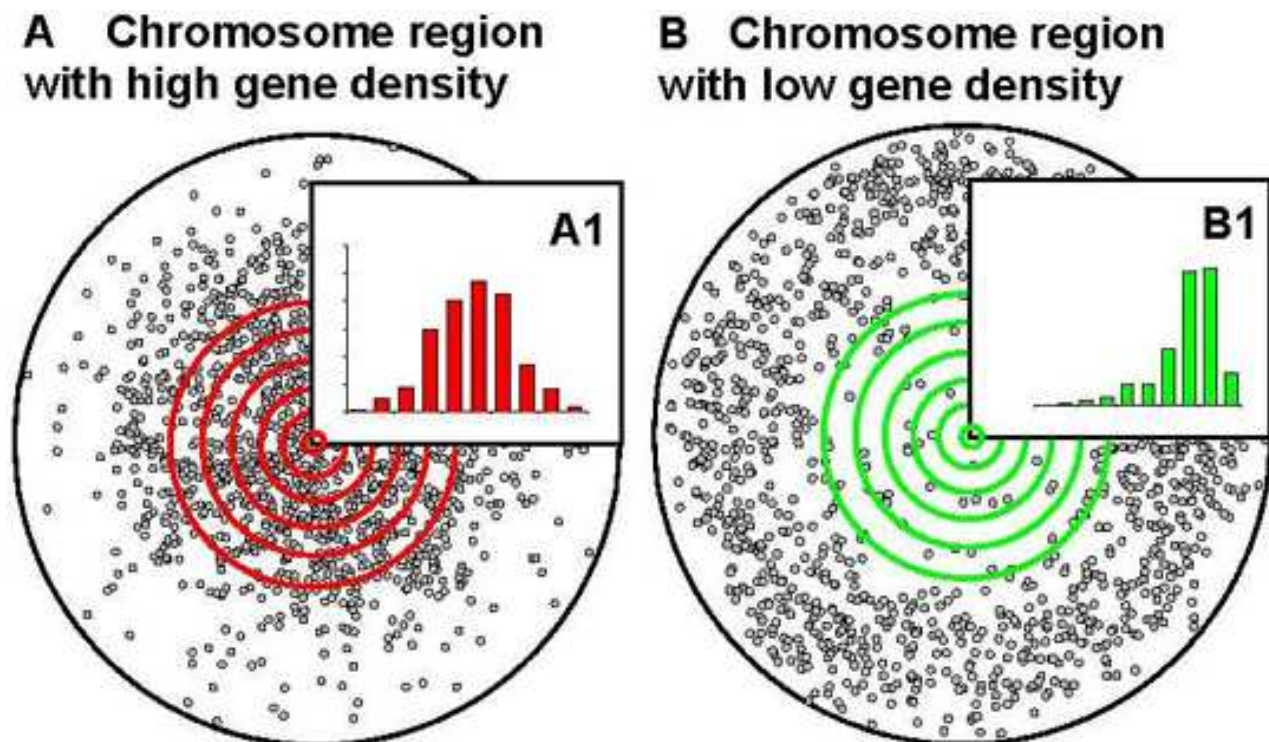 A Chromosome region
with high gene density
B Chromosome region
with low gene density
A1
B1